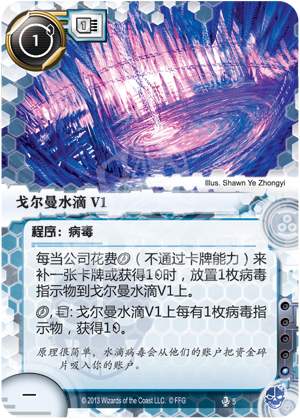 1
Illus. Shawn Ye Zhongyi
戈尔曼水滴 V1
程序：病毒
每当公司花费（不通过卡牌能力）来
补一张卡牌或获得1时，放置1枚病毒
指示物到戈尔曼水滴V1上。
，：戈尔曼水滴V1上每有1枚病毒指
示物，获得1。
原理很简单，水滴病毒会从他们的账户把资金碎
片吸入你的账户。
© 2013 Wizards of the Coast LLC. © FFG
5